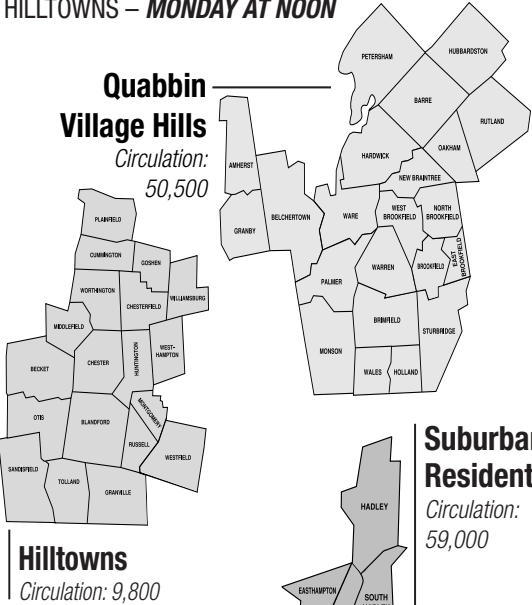 HILLTOWNS – MONDAY AT NOON
Quabbin
Village Hills
Circulation:
50,500
PETERSHAM
HUBBARDSTON
BARRE
RUTLAND
OAKHAM
HARDWICK
NEW BRAINTREE
AMHERST
BELCHERTOWN
WARE
WEST
BROOKFIELD
NORTH
BROOKFIELD
GRANBY
PALMER
WARREN
BROOKFIELD
EAST
BROOKFIELD
BRIMFIELD
STURBRIDGE
MONSON
WALES
HOLLAND
PLAINFIELD
CUMMINGTON
GOSHEN
WORTHINGTON
CHESTERFIELD
WILLIAMSBURG
MIDDLEFIELD
BECKET
CHESTER
HUNTINGTON
WEST-
HAMPTON
MONTGOMERY
OTIS
BLANDFORD
RUSSELL
WESTFIELD
SANDISFIELD
TOLLAND
GRANVILLE
Hilltowns
Circulation: 9,800
Suburban
Resident
Circulation:
59,000
HADLEY
EASTHAMPTON
SOUTH